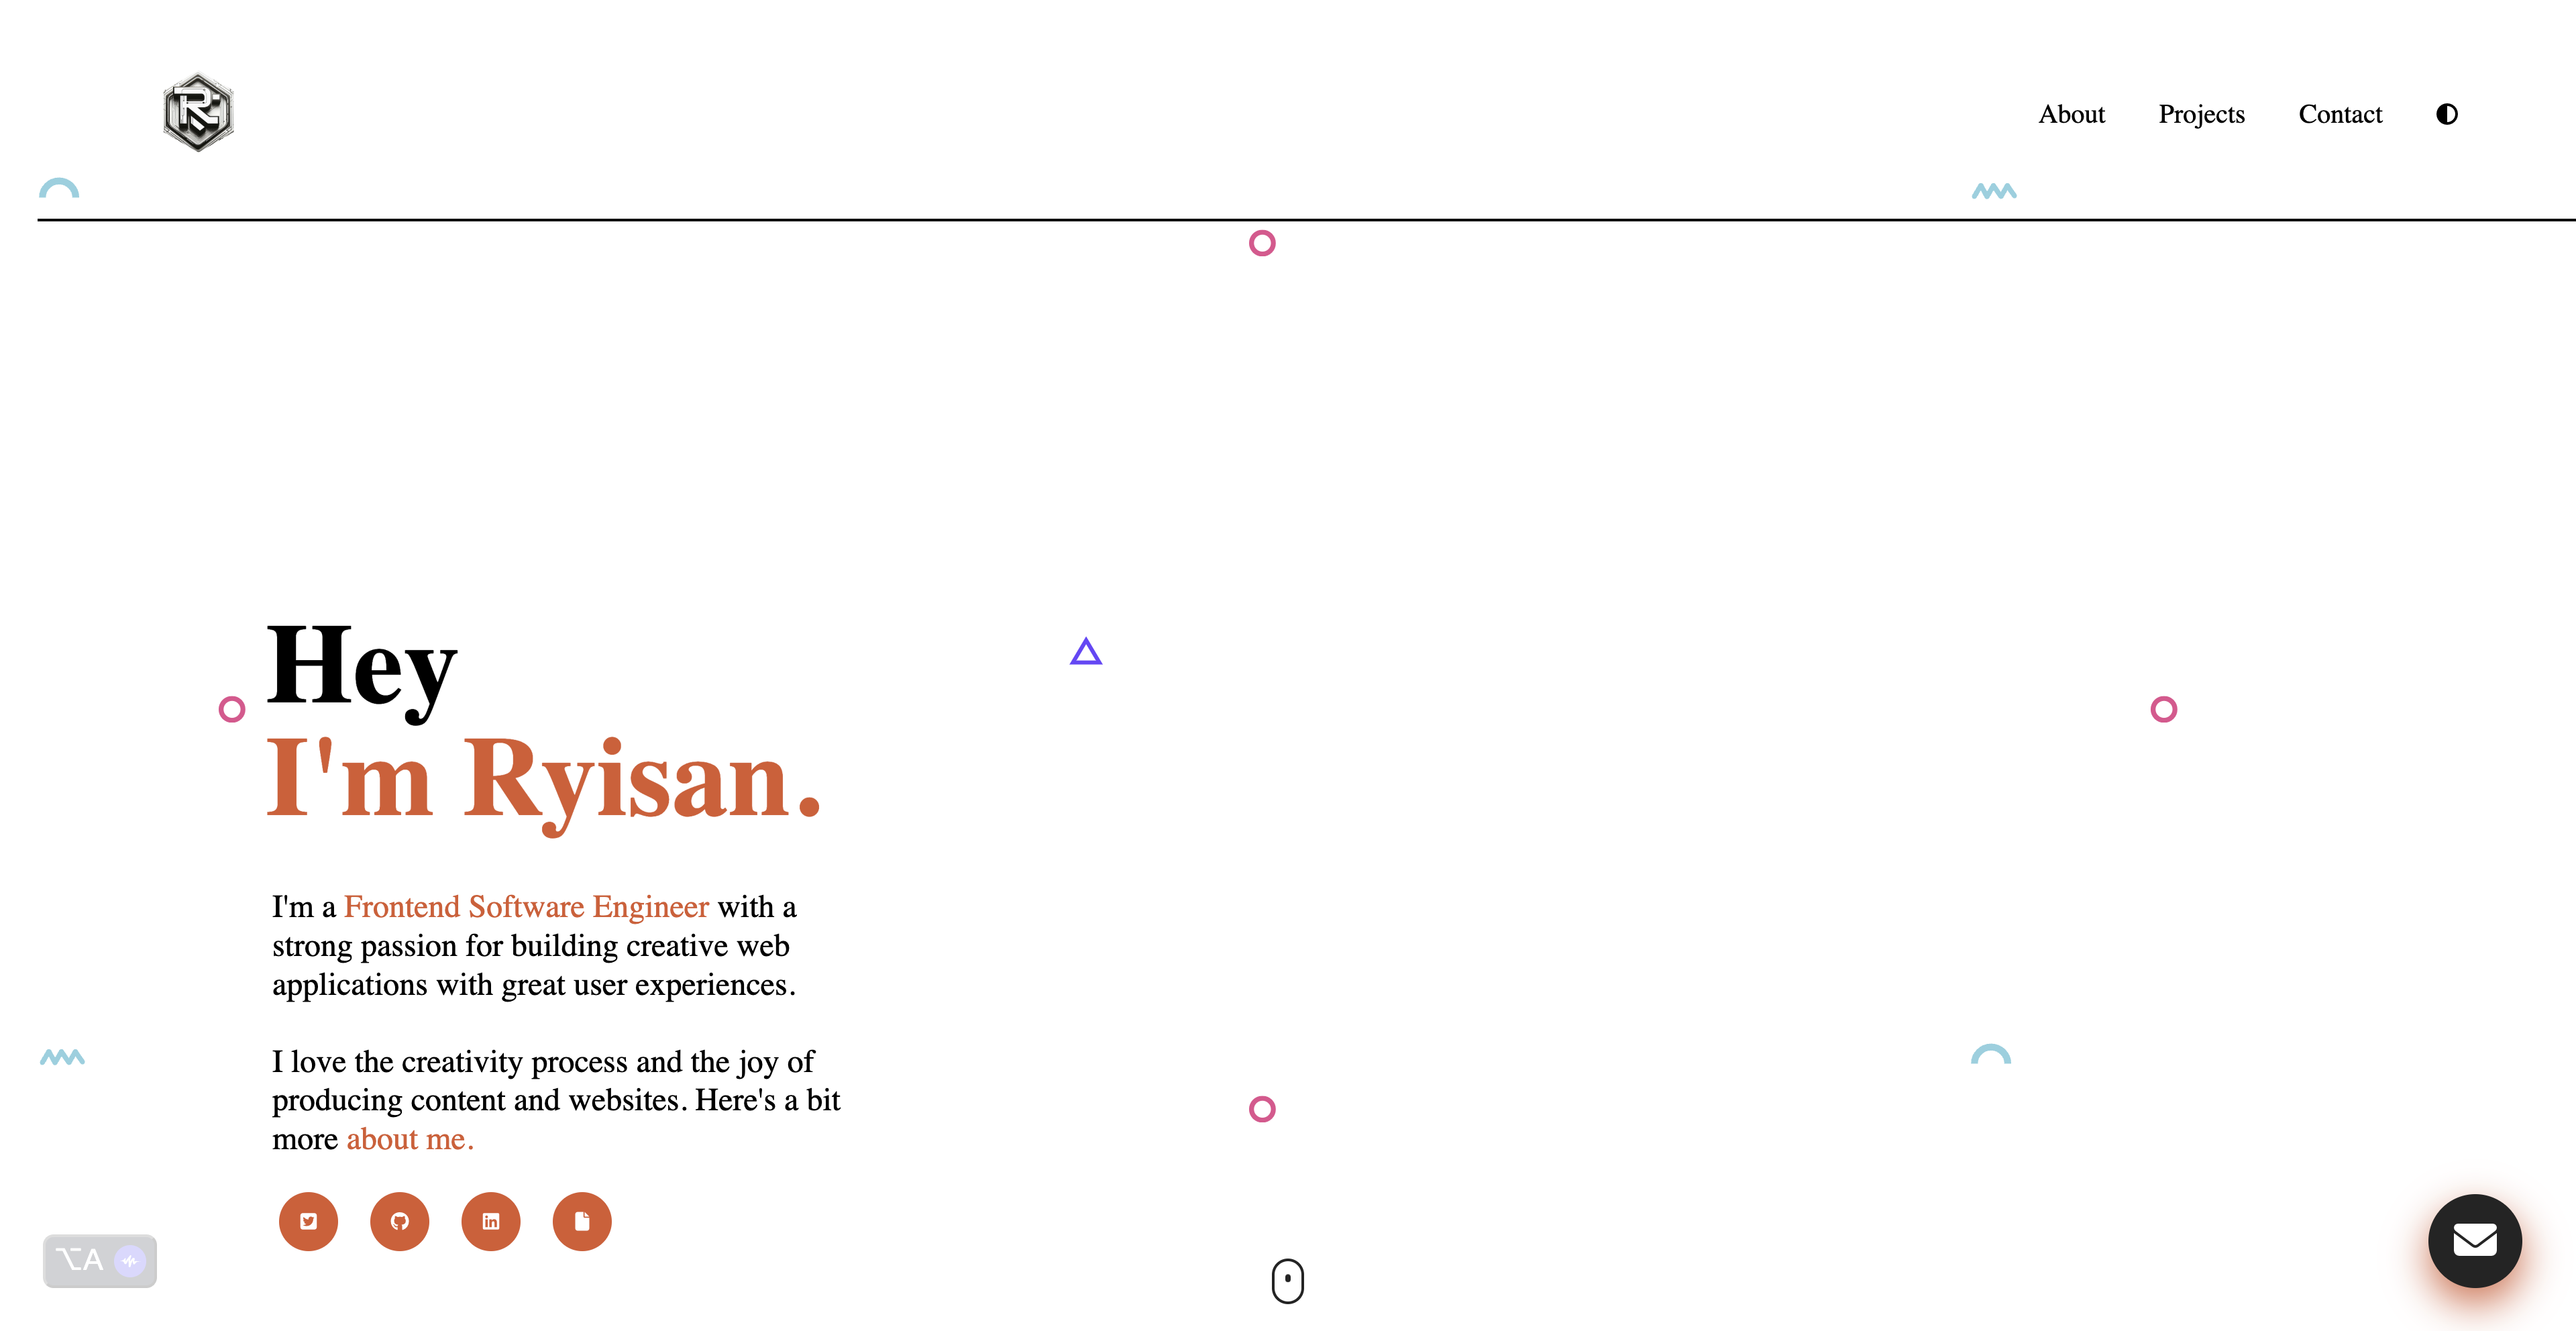 About Projects Contact
Hey
I'm Ryisan.
I'm a Frontend Software Engineer with a
strong passion for building creative web
applications with great user experiences.
I love the creativity process and the joy of
producing content and websites. Here's a bit
more about me.
⌥A